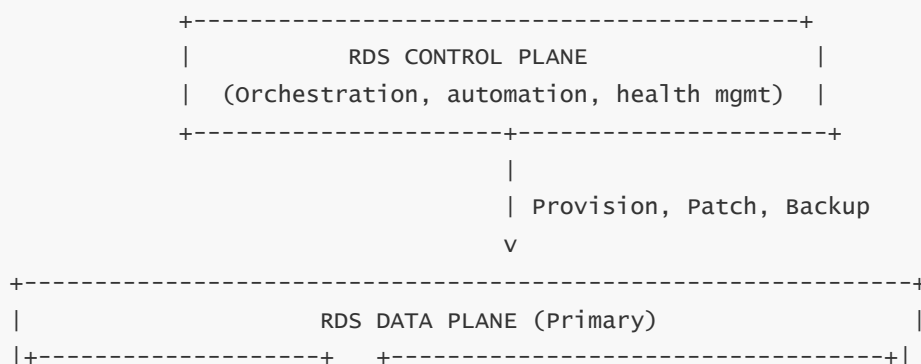 +-------------------------------------------+
|           RDS CONTROL PLANE                |
|  (Orchestration, automation, health mgmt)  |
+----------------------+----------------------+
|
| Provision, Patch, Backup
v
+---------------------------------------------------------------+
|                     RDS DATA PLANE (Primary)                  |
|+--------------------+   +-----------------------------------+|